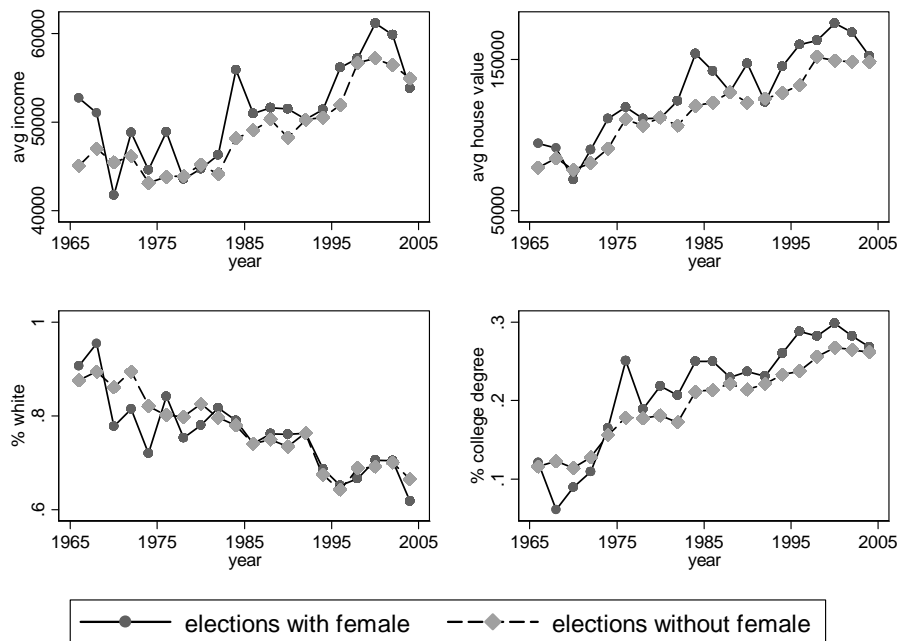 avg income
60000
50000
40000
1965 1975 1985 1995 2005
year
avg house value
150000
50000
1965 1975 1985 1995 2005
year
% white
1
.8
.6
1965 1975 1985 1995 2005
year
% college degree
.3
.2
.1
1965 1975 1985 1995 2005
year
elections with female elections without female